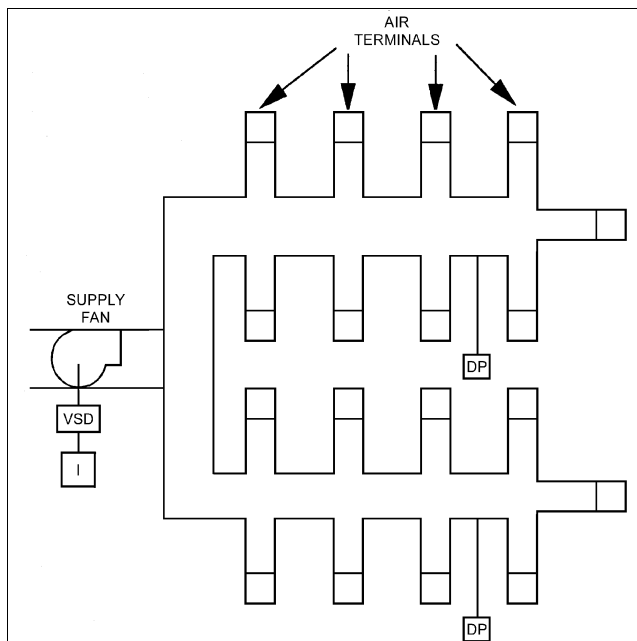 AIR
TERMINALS
SUPPLY
FAN
DP
VSD
I
DP